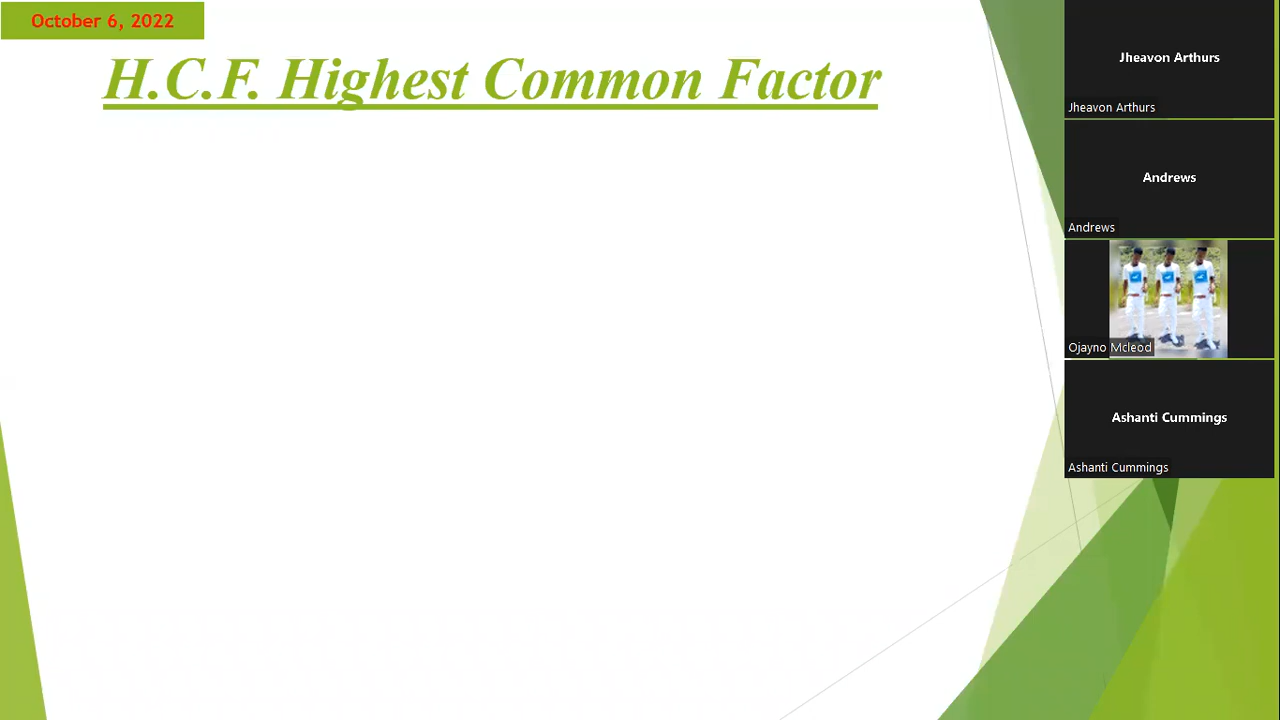 October 6, 2022
H.C.F. Highest Common Factor
Jheavon Arthurs
Jheavon Arthurs
Andrews
Andrews
Ojayno Mcleod
Ashanti Cummings
Ashanti Cummings